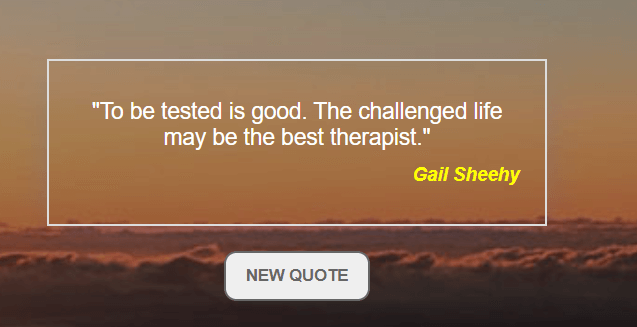 "To be tested is good. The challenged life
may be the best therapist."
Gail Sheehy
NEW QUOTE